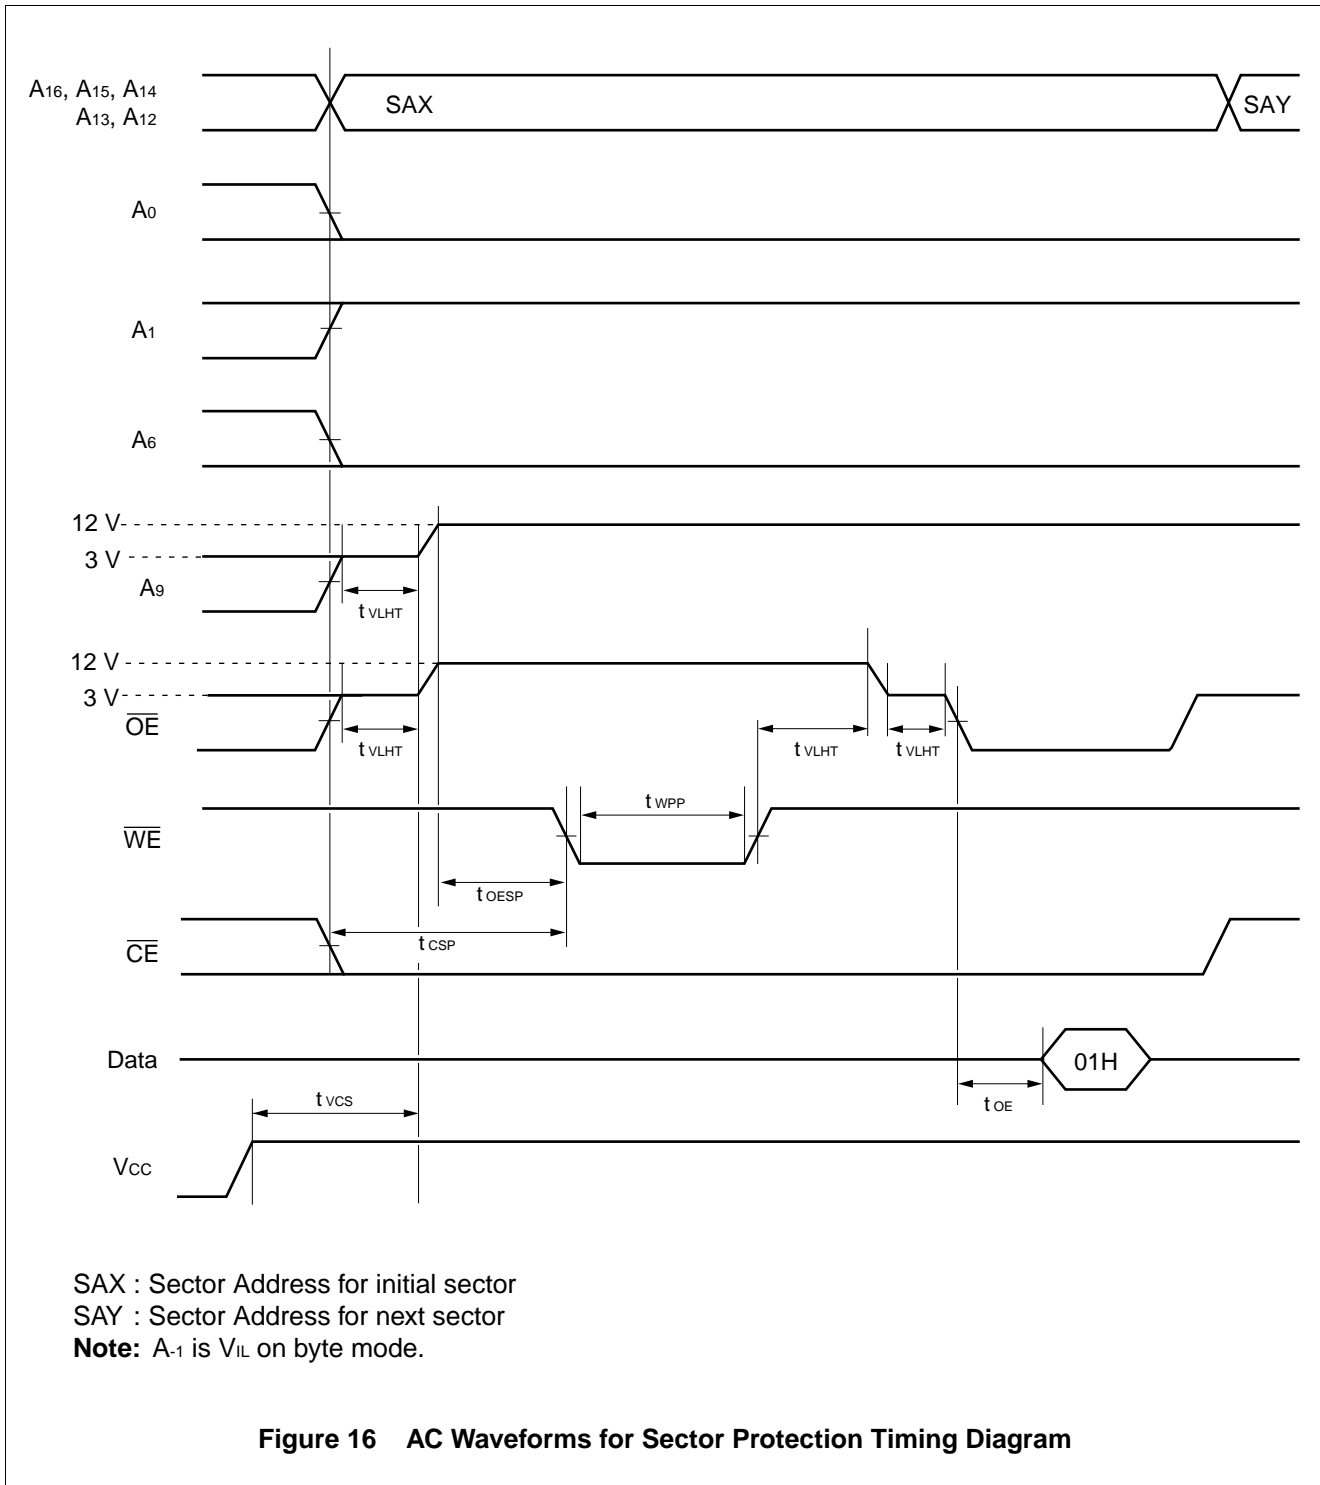 A16, A15, A14
A13, A12
SAX
SAY
A0
A1
A6
12 V
3 V
A9
t VLHT
12 V
3 V
OE
t VLHT
t VLHT
t VLHT
t WPP
WE
t OESP
t CSP
CE
Data
01H
t OE
t VCS
VCC
SAX : Sector Address for initial sector
SAY : Sector Address for next sector
Note: A-1 is VIL on byte mode.
Figure 16 AC Waveforms for Sector Protection Timing Diagram